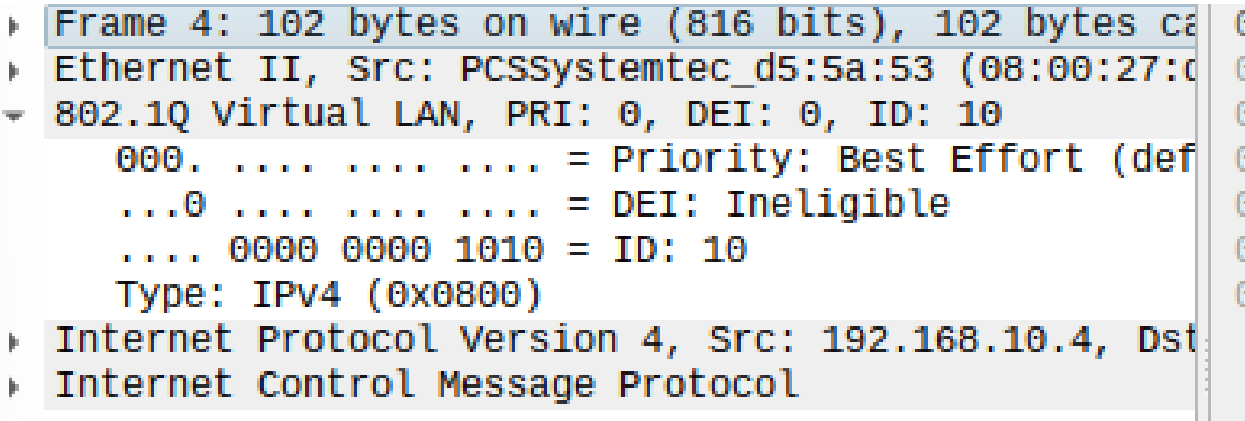 Frame 4: 102 bytes on wire (816 bits), 102 bytes ca
Ethernet II, Src: PCSSystemtec_d5:5a:53 (08:00:27:
802.1Q Virtual LAN, PRI: 0, DEI: 0, ID: 10
000. .... .... .... = Priority: Best Effort (def
...0 .... .... .... = DEI: Ineligible
.... 0000 0000 1010 = ID: 10
Type: IPv4 (0x0800)
Internet Protocol Version 4, Src: 192.168.10.4, Dst
Internet Control Message Protocol